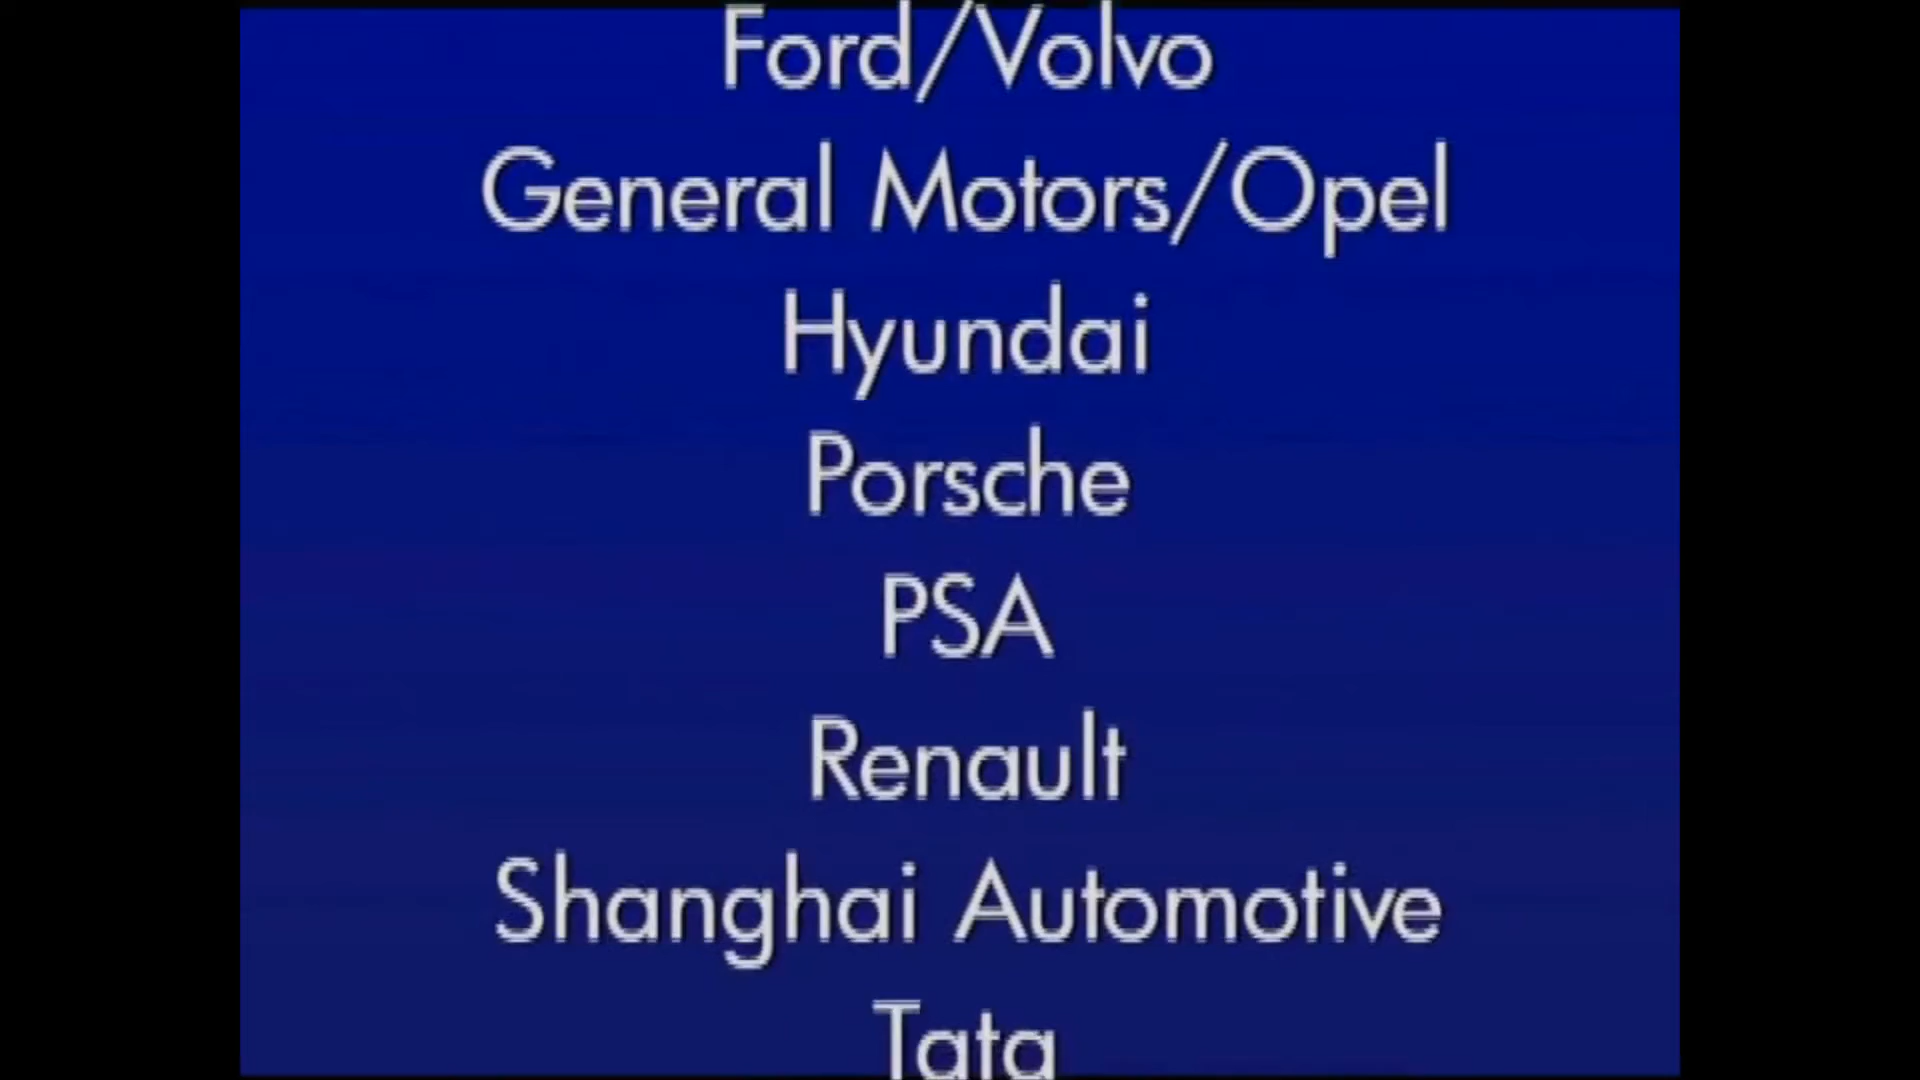 Ford/Volvo
General Motors/Opel
Hyundai
Porsche
PSA
Renault
Shanghai Automotive
Tata